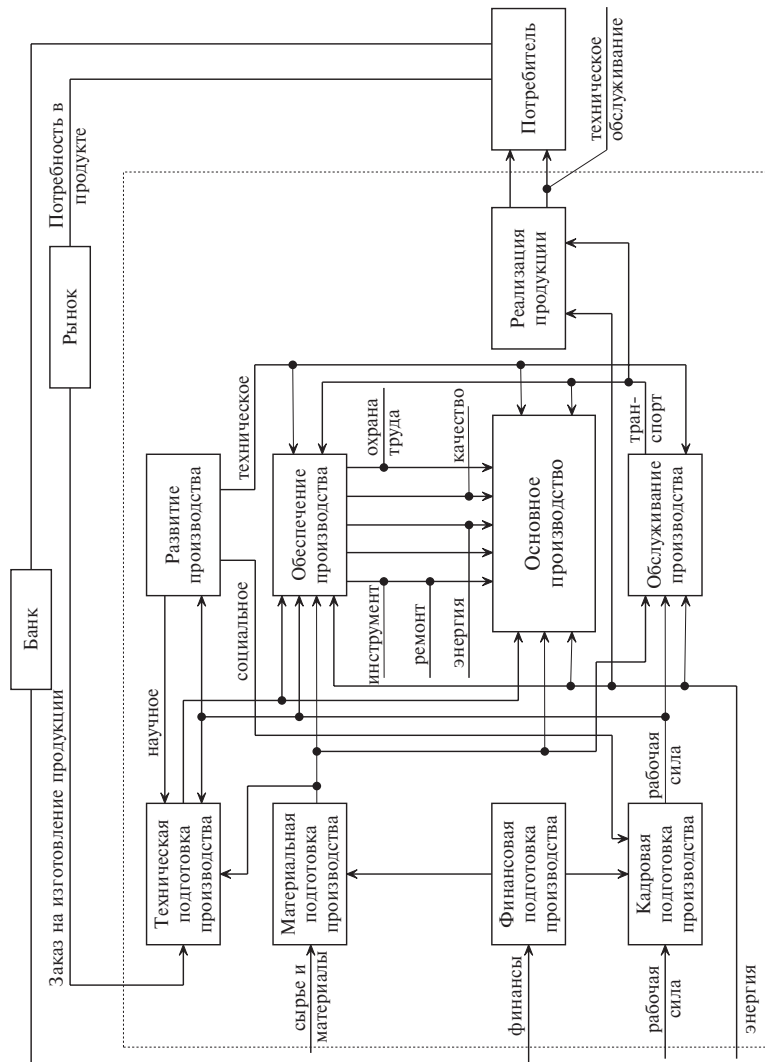 Банк
Заказ на изготовление продукции
Рынок
Потребность в
продукте
Техническая
подготовка
производства
научное
Развитие
производства
социальное
техническое
сырье и
материалы
Материальная
подготовка
производства
Обеспечение
производства
инструмент
ремонт
энергия
охрана
труда
качество
финансы
Финансовая
подготовка
производства
Основное
производство
Реализация
продукции
Потребитель
техническое
обслуживание
рабочая
сила
Кадровая
подготовка
производства
рабочая
сила
Обслуживание
производства
тран-
спорт
энергия